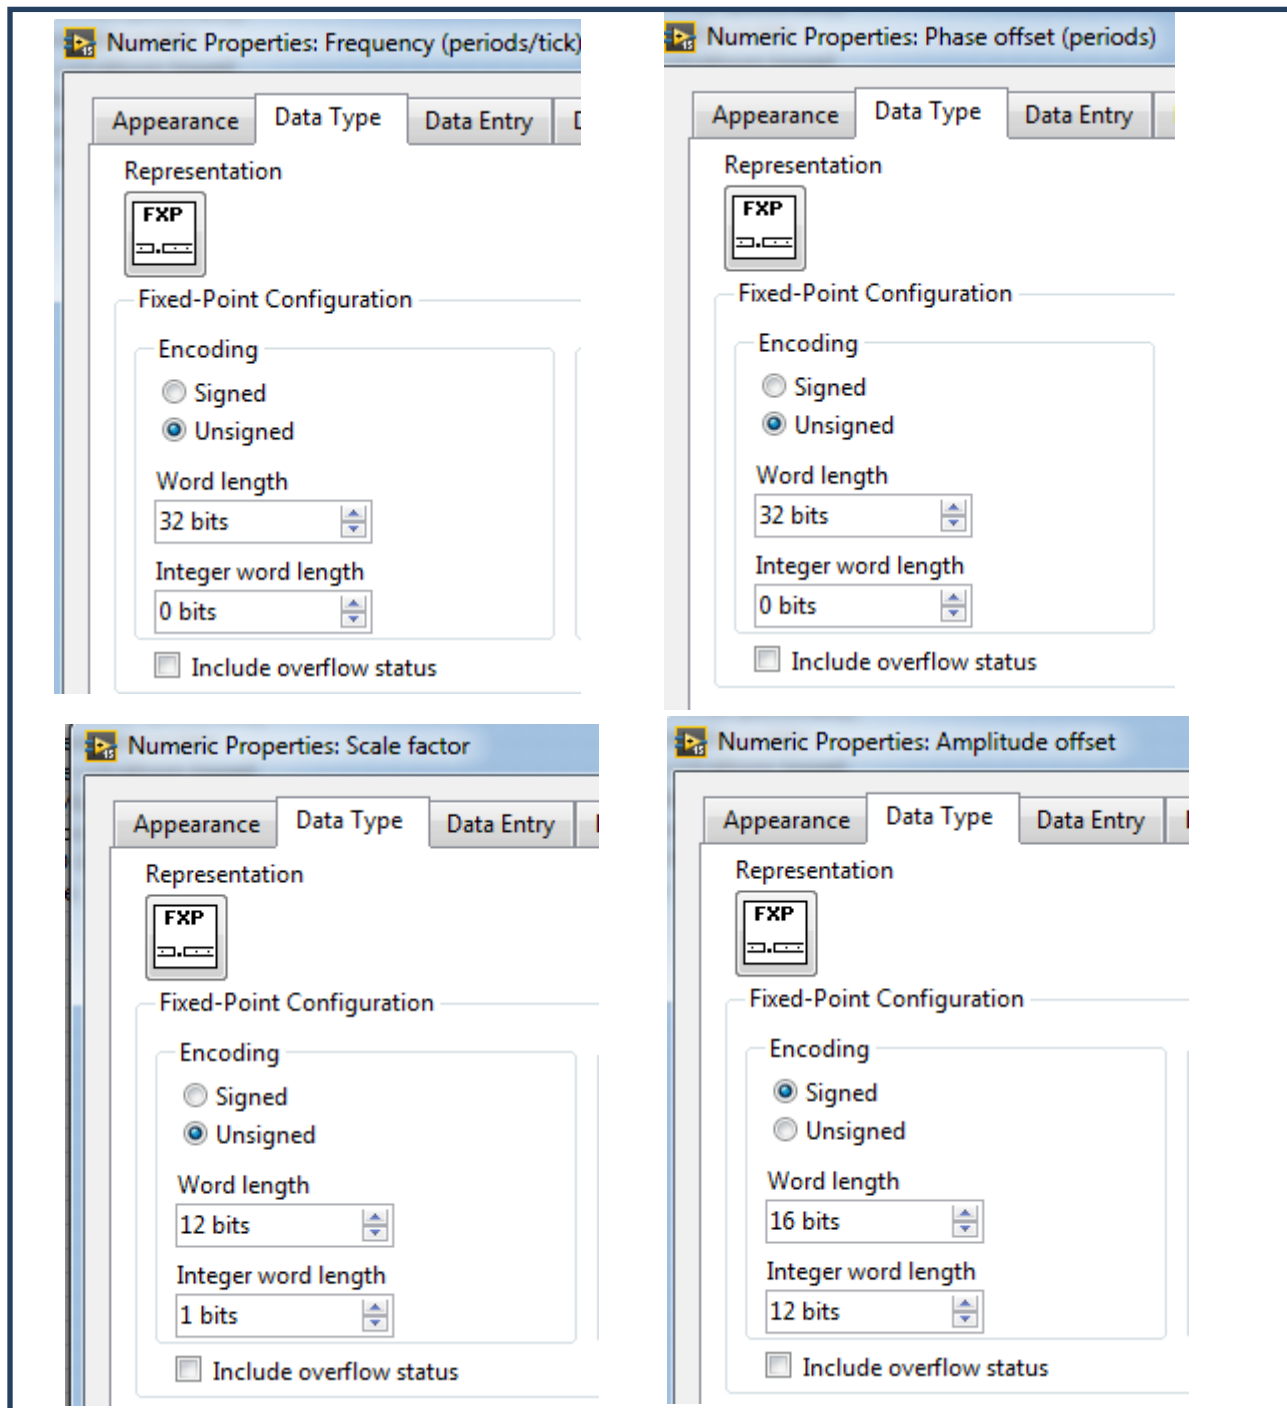 Numeric Properties: Frequency (periods/tick)
Appearance Data Type Data Entry
Representation
FXP
Fixed-Point Configuration
Encoding
Signed
Unsigned
Word length
32 bits
Integer word length
0 bits
Include overflow status
Numeric Properties: Phase offset (periods)
Appearance Data Type Data Entry
Representation
FXP
Fixed-Point Configuration
Encoding
Signed
Unsigned
Word length
32 bits
Integer word length
0 bits
Include overflow status
Numeric Properties: Scale factor
Appearance Data Type Data Entry
Representation
FXP
Fixed-Point Configuration
Encoding
Signed
Unsigned
Word length
12 bits
Integer word length
1 bits
Include overflow status
Numeric Properties: Amplitude offset
Appearance Data Type Data Entry
Representation
FXP
Fixed-Point Configuration
Encoding
Signed
Unsigned
Word length
16 bits
Integer word length
12 bits
Include overflow status